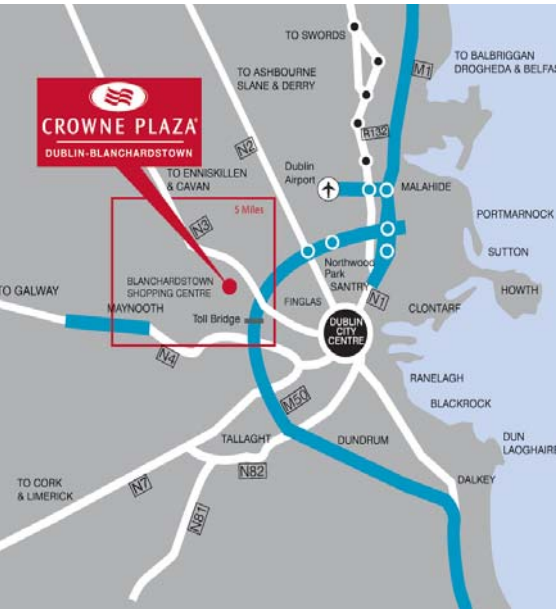 TO SWORDS
M1
TO BALBRIGGAN
DROGHEDA & BELFAS
TO ASHBOURNE
SLANE & DERRY
CROWNE PLAZA
DUBLIN-BLANCHARDSTOWN
N2
R132
Dublin
Airport
MALAHIDE
TO ENNISKILLEN
& CAVAN
5 Miles
N3
PORTMARNOCK
Northwood
Park
SANTRY
SUTTON
BLANCHARDSTOWN
SHOPPING CENTRE
HOWTH
TO GALWAY
MAYNOOTH
FINGLAS
N1
CLONTARF
Toll Bridge
DUBLIN
CITY
CENTRE
N4
RANELAGH
M50
BLACKROCK
TALLAGHT
DUNDRUM
DUN
LAOGHAIRE
N82
DALKEY
TO CORK
& LIMERICK
N7
N81